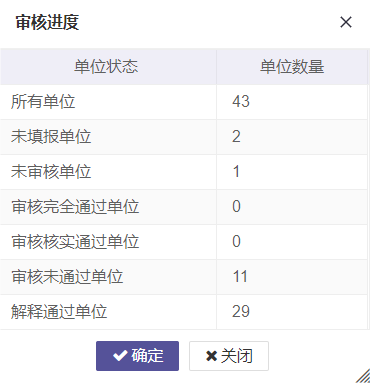 审核进度
单位状态 单位数量
所有单位 43
未填报单位 2
未审核单位 1
审核完全通过单位 0
审核核实通过单位 0
审核未通过单位 11
解释通过单位 29
确定 关闭